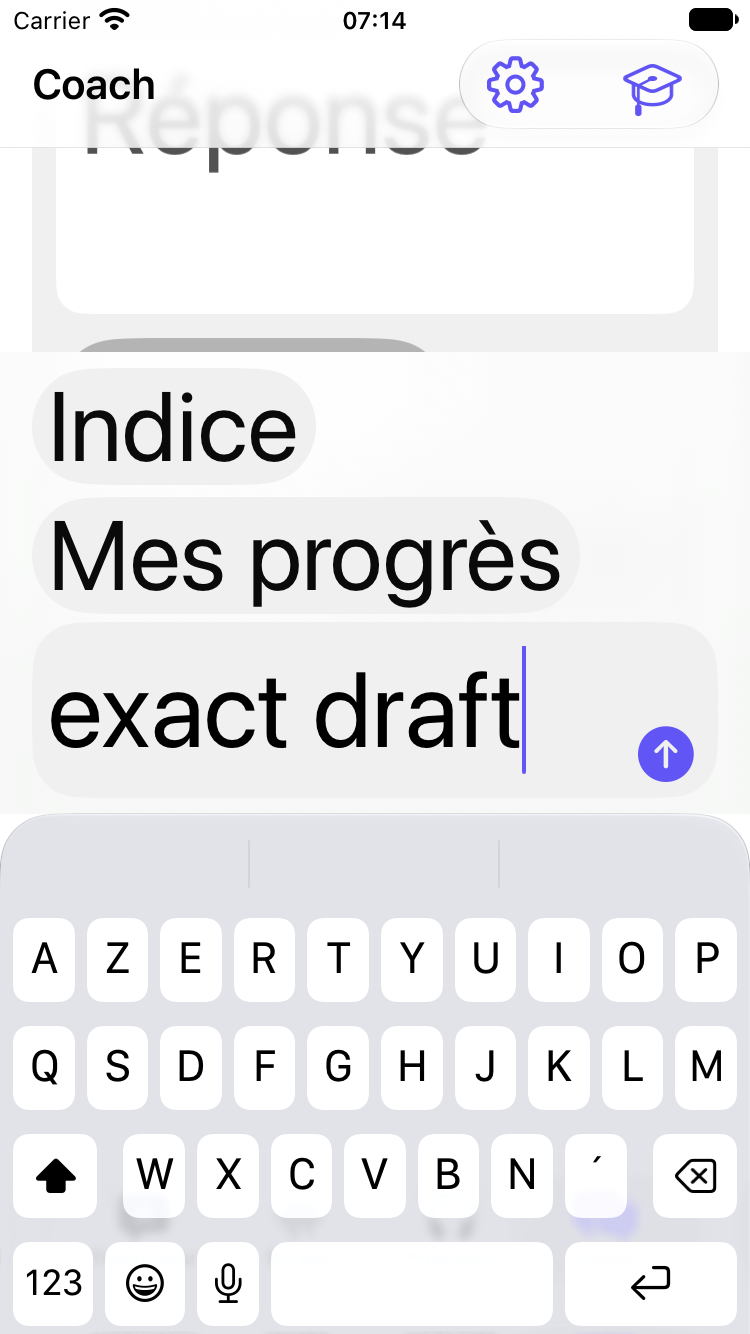 Carrier 07:14
Coach
Réponse
Indice
Mes progrès
exact draft
A Z E R T Y U I O P
Q S D F G H J K L M
W X C V B N ´
123